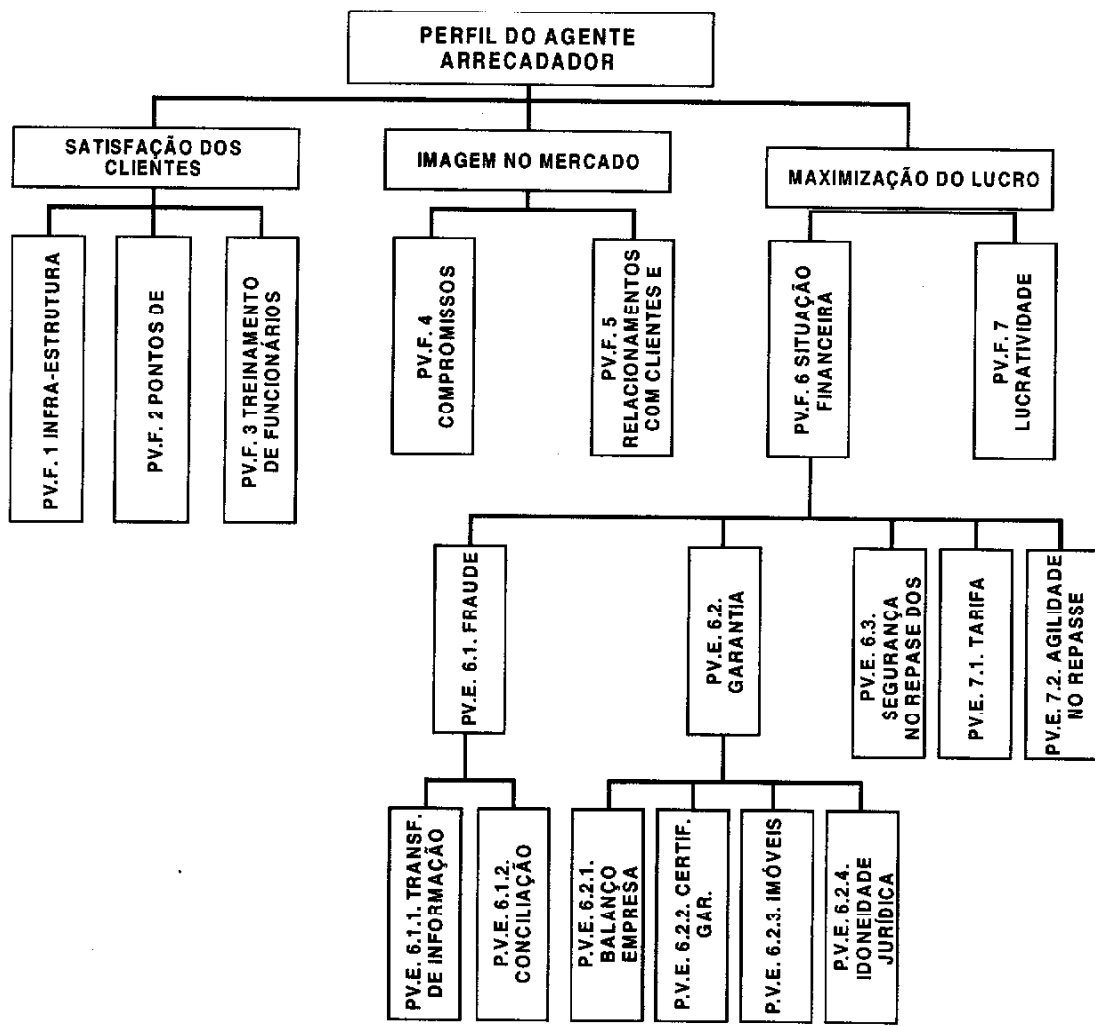 PERFIL DO AGENTE
ARRECADADOR
SATISFAÇÃO DOS
CLIENTES
IMAGEM NO MERCADO
MAXIMIZAÇÃO DO LUCRO
PV.F. 1 INFRA-ESTRUTURA
PV.F. 2 PONTOS DE
PV.F. 3 TREINAMENTO
DE FUNCIONÁRIOS
PV.F. 4
COMPROMISSOS
PV.F. 5
RELACIONAMENTOS
COM CLIENTES E
PV.F. 6 SITUAÇÃO
FINANCEIRA
PV.F. 7
LUCRATIVIDADE
PV.E. 6.1. FRAUDE
PV.E. 6.2.
GARANTIA
PV.E. 6.3.
SEGURANÇA
NO REPASE DOS
PV.E. 7.1. TARIFA
PV.E. 7.2. AGILIDADE
NO REPASSE
PV.E. 6.1.1. TRANSF.
DE INFORMAÇÃO
P.V.E. 6.1.2.
CONCILIAÇÃO
P.V.E. 6.2.1.
BALANÇO
EMPRESA
P.V.E. 6.2.2. CERTIF.
GAR.
P.V.E. 6.2.3. IMÓVEIS
P.V.E. 6.2.4.
IDONEIDADE
JURÍDICA